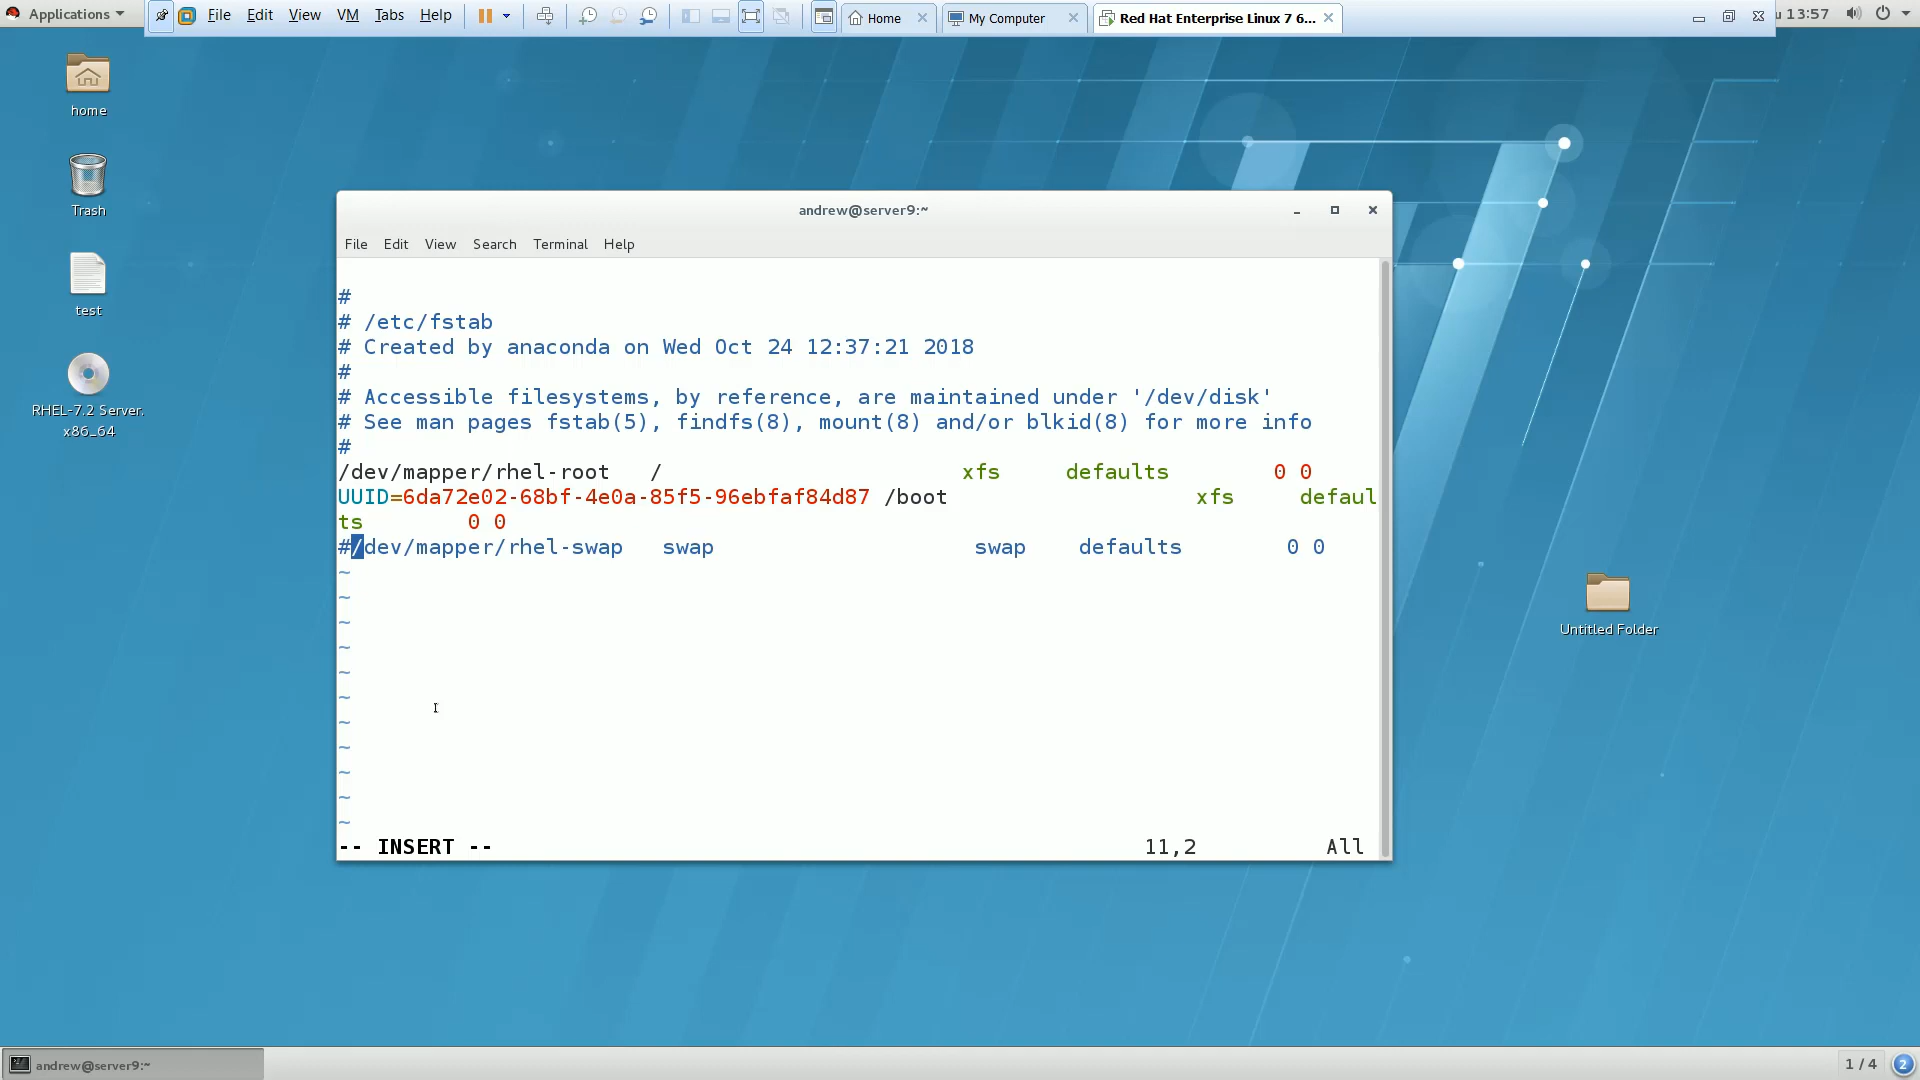 Applications
File Edit View VM Tabs Help
Home
My Computer
Red Hat Enterprise Linux 7 6...
u 13:57
home
Trash
test
RHEL-7.2 Server.
x86_64
Untitled Folder
andrew@server9:~
File Edit View Search Terminal Help
#
# /etc/fstab
# Created by anaconda on Wed Oct 24 12:37:21 2018
#
# Accessible filesystems, by reference, are maintained under '/dev/disk'
# See man pages fstab(5), findfs(8), mount(8) and/or blkid(8) for more info
#
/dev/mapper/rhel-root / xfs defaults 0 0
UUID=6da72e02-68bf-4e0a-85f5-96ebfaf84d87 /boot xfs defaul
ts 0 0
#/dev/mapper/rhel-swap swap swap defaults 0 0
~
~
~
~
~
~
~
~
~
~
~
-- INSERT -- 11,2 All
andrew@server9:~
1 / 4
2